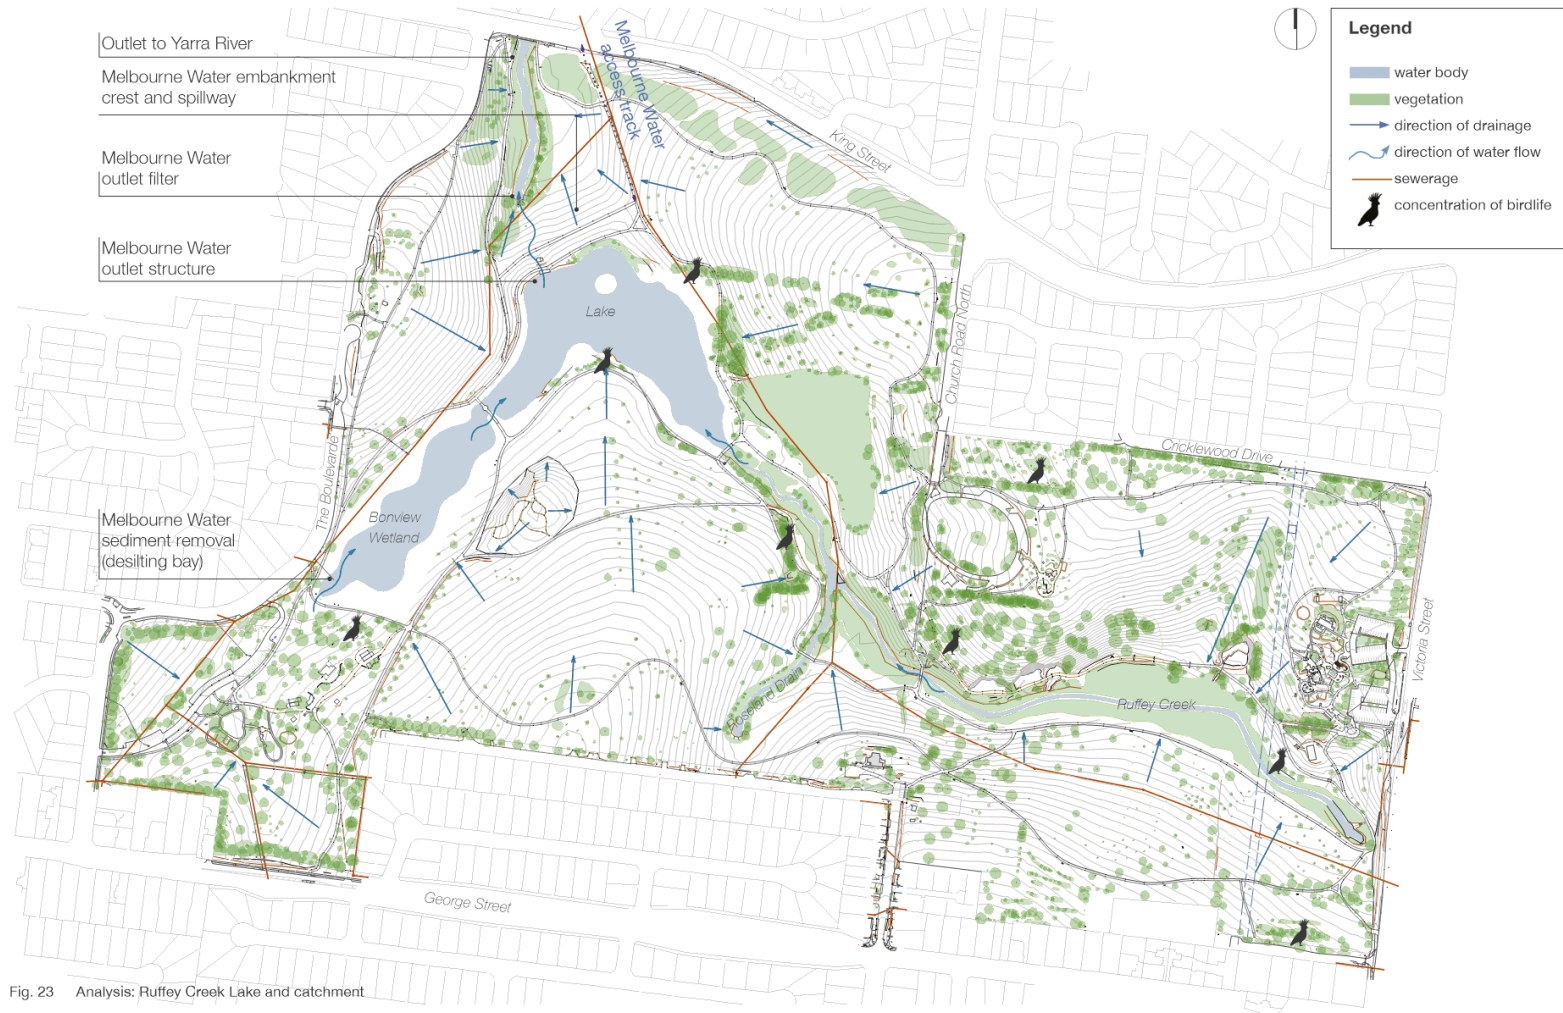 Outlet to Yarra River
Melbourne Water embankment
crest and spillway
Melbourne Water
outlet filter
Melbourne Water
outlet structure
Melbourne Water
sediment removal
(desilting bay)
Melbourne Water
access track
King Street
Church Road North
Cricklewood Drive
Victoria Street
The Boulevarde
George Street
Lake
Bonview
Wetland
Roseland Drain
Ruffey Creek
Legend
water body
vegetation
direction of drainage
direction of water flow
sewerage
concentration of birdlife
Fig. 23 Analysis: Ruffey Creek Lake and catchment